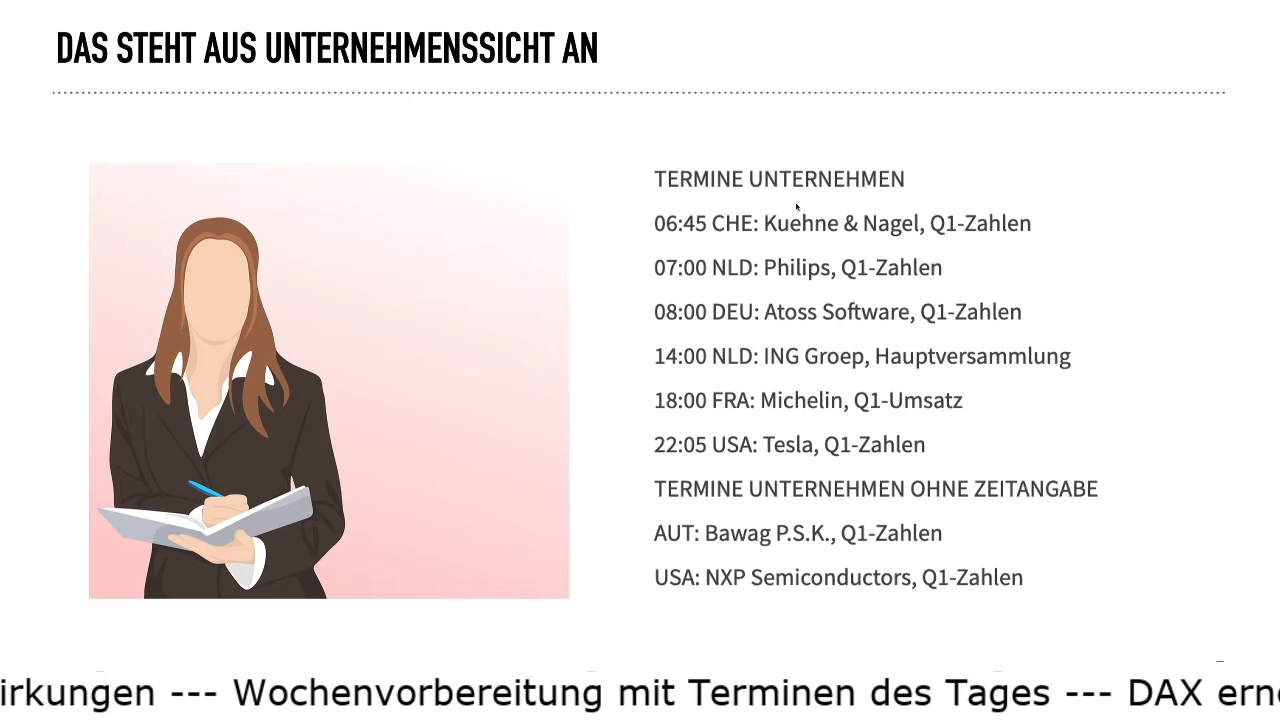 DAS STEHT AUS UNTERNEHMENSSICHT AN
TERMINE UNTERNEHMEN
06:45 CHE: Kuehne & Nagel, Q1-Zahlen
07:00 NLD: Philips, Q1-Zahlen
08:00 DEU: Atoss Software, Q1-Zahlen
14:00 NLD: ING Groep, Hauptversammlung
18:00 FRA: Michelin, Q1-Umsatz
22:05 USA: Tesla, Q1-Zahlen
TERMINE UNTERNEHMEN OHNE ZEITANGABE
AUT: Bawag P.S.K., Q1-Zahlen
USA: NXP Semiconductors, Q1-Zahlen
irkungen --- Wochenvorbereitung mit Terminen des Tages --- DAX erne